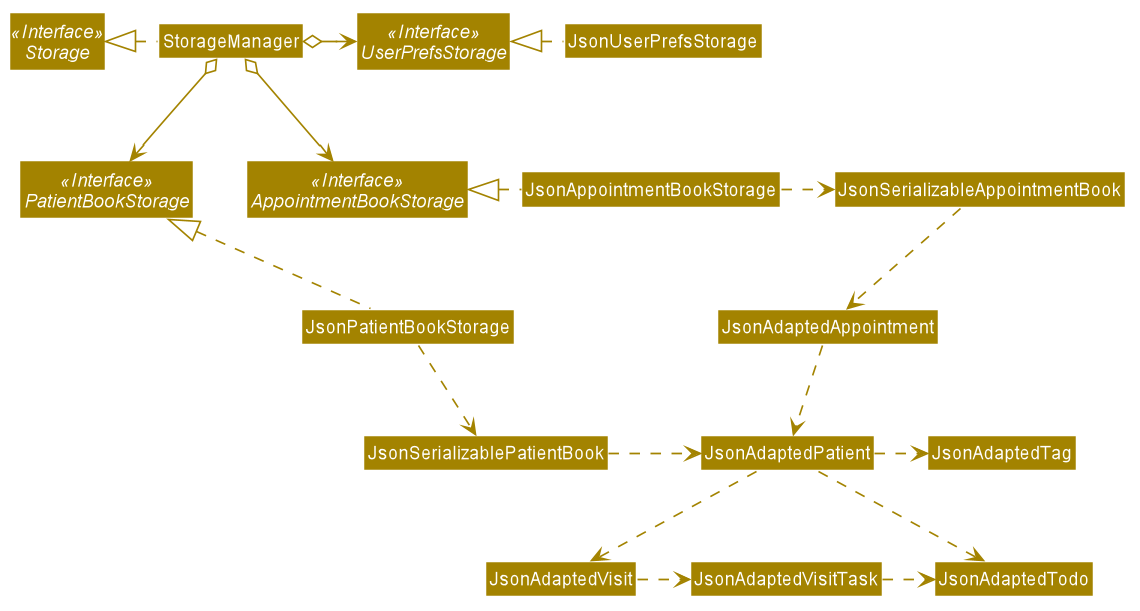 «Interface»
Storage
StorageManager
«Interface»
UserPrefsStorage
JsonUserPrefsStorage
«Interface»
PatientBookStorage
«Interface»
AppointmentBookStorage
JsonAppointmentBookStorage
JsonSerializableAppointmentBook
JsonPatientBookStorage
JsonAdaptedAppointment
JsonSerializablePatientBook
JsonAdaptedPatient
JsonAdaptedTag
JsonAdaptedVisit
JsonAdaptedVisitTask
JsonAdaptedTodo